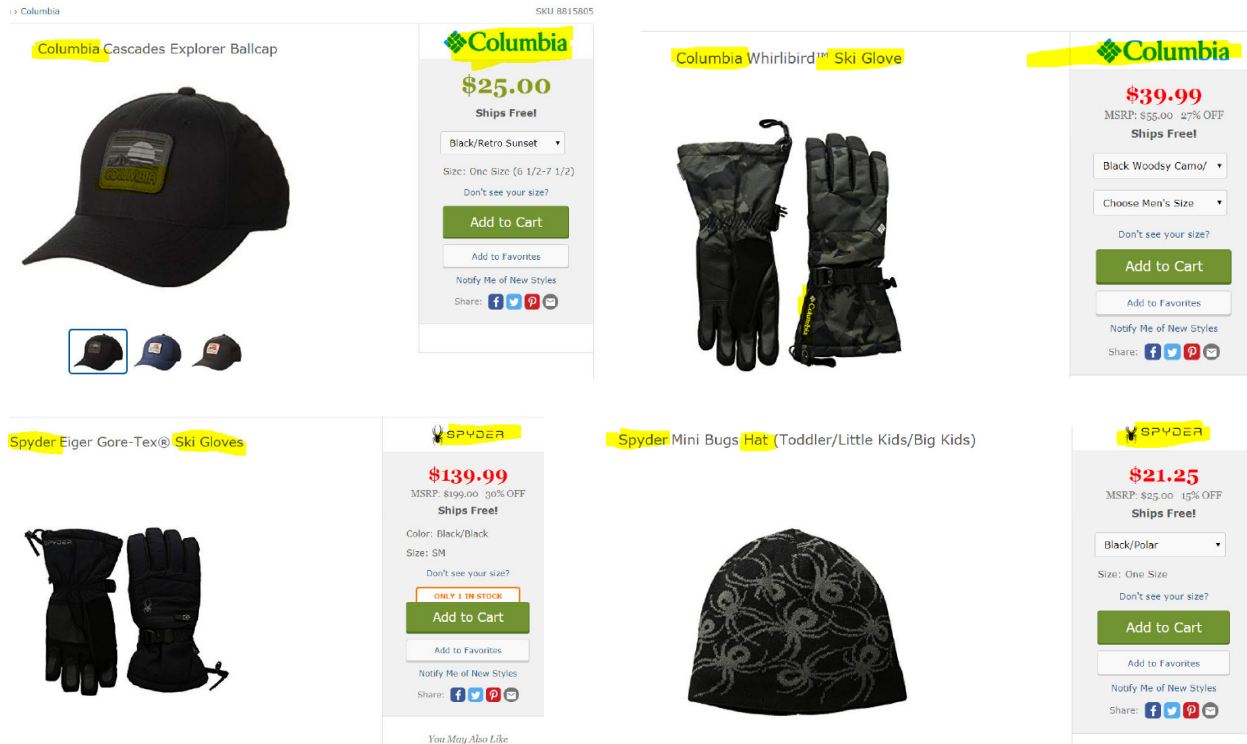 › Columbia
SKU 8815805
Columbia Cascades Explorer Ballcap
COLUMBIA
Columbia
$25.00
Ships Free!
Black/Retro Sunset
Size: One Size (6 1/2-7 1/2)
Don't see your size?
Add to Cart
Add to Favorites
Notify Me of New Styles
Share:
Columbia Whirlibird™ Ski Glove
Columbia
Columbia
$39.99
MSRP: $55.00 27% OFF
Ships Free!
Black Woodsy Camo/
Choose Men's Size
Don't see your size?
Add to Cart
Add to Favorites
Notify Me of New Styles
Share:
Spyder Eiger Gore-Tex® Ski Gloves
SPYDER
SPYDER
$139.99
MSRP: $199.00 30% OFF
Ships Free!
Color: Black/Black
Size: SM
Don't see your size?
ONLY 1 IN STOCK
Add to Cart
Add to Favorites
Notify Me of New Styles
Share:
You May Also Like
Spyder Mini Bugs Hat (Toddler/Little Kids/Big Kids)
SPYDER
$21.25
MSRP: $25.00 15% OFF
Ships Free!
Black/Polar
Size: One Size
Don't see your size?
Add to Cart
Add to Favorites
Notify Me of New Styles
Share: